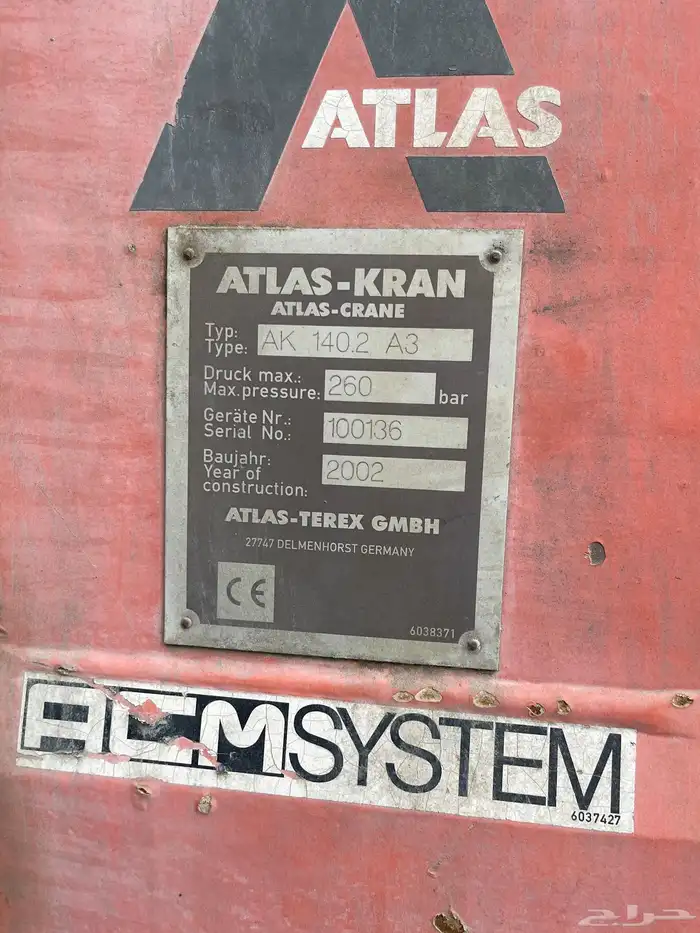 ATLAS
ATLAS-KRAN
ATLAS-CRANE
Typ:
Type: AK 140.2 A3
Druck max.:
Max. pressure: 260 bar
Geräte Nr.:
Serial No.: 100136
Baujahr:
Year of
construction: 2002
ATLAS-TEREX GMBH
27747 DELMENHORST GERMANY
CE
6038371
ACMSYSTEM
6037427
حراج